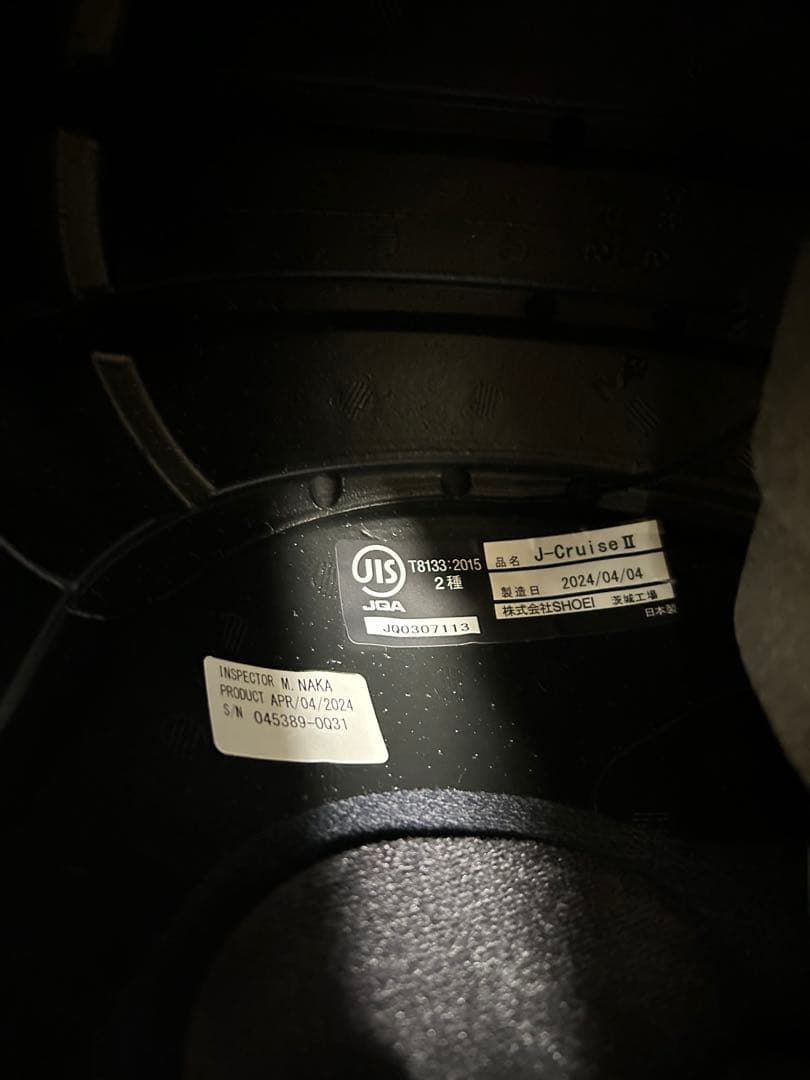 JIS
T8133:2015
2種
JQA
JQ0307113
品名 J-CruiseⅡ
製造日 2024/04/04
株式会社SHOEI 茨城工場
日本製
INSPECTOR M. NAKA
PRODUCT APR/04/2024
S/N 045389-0Q31